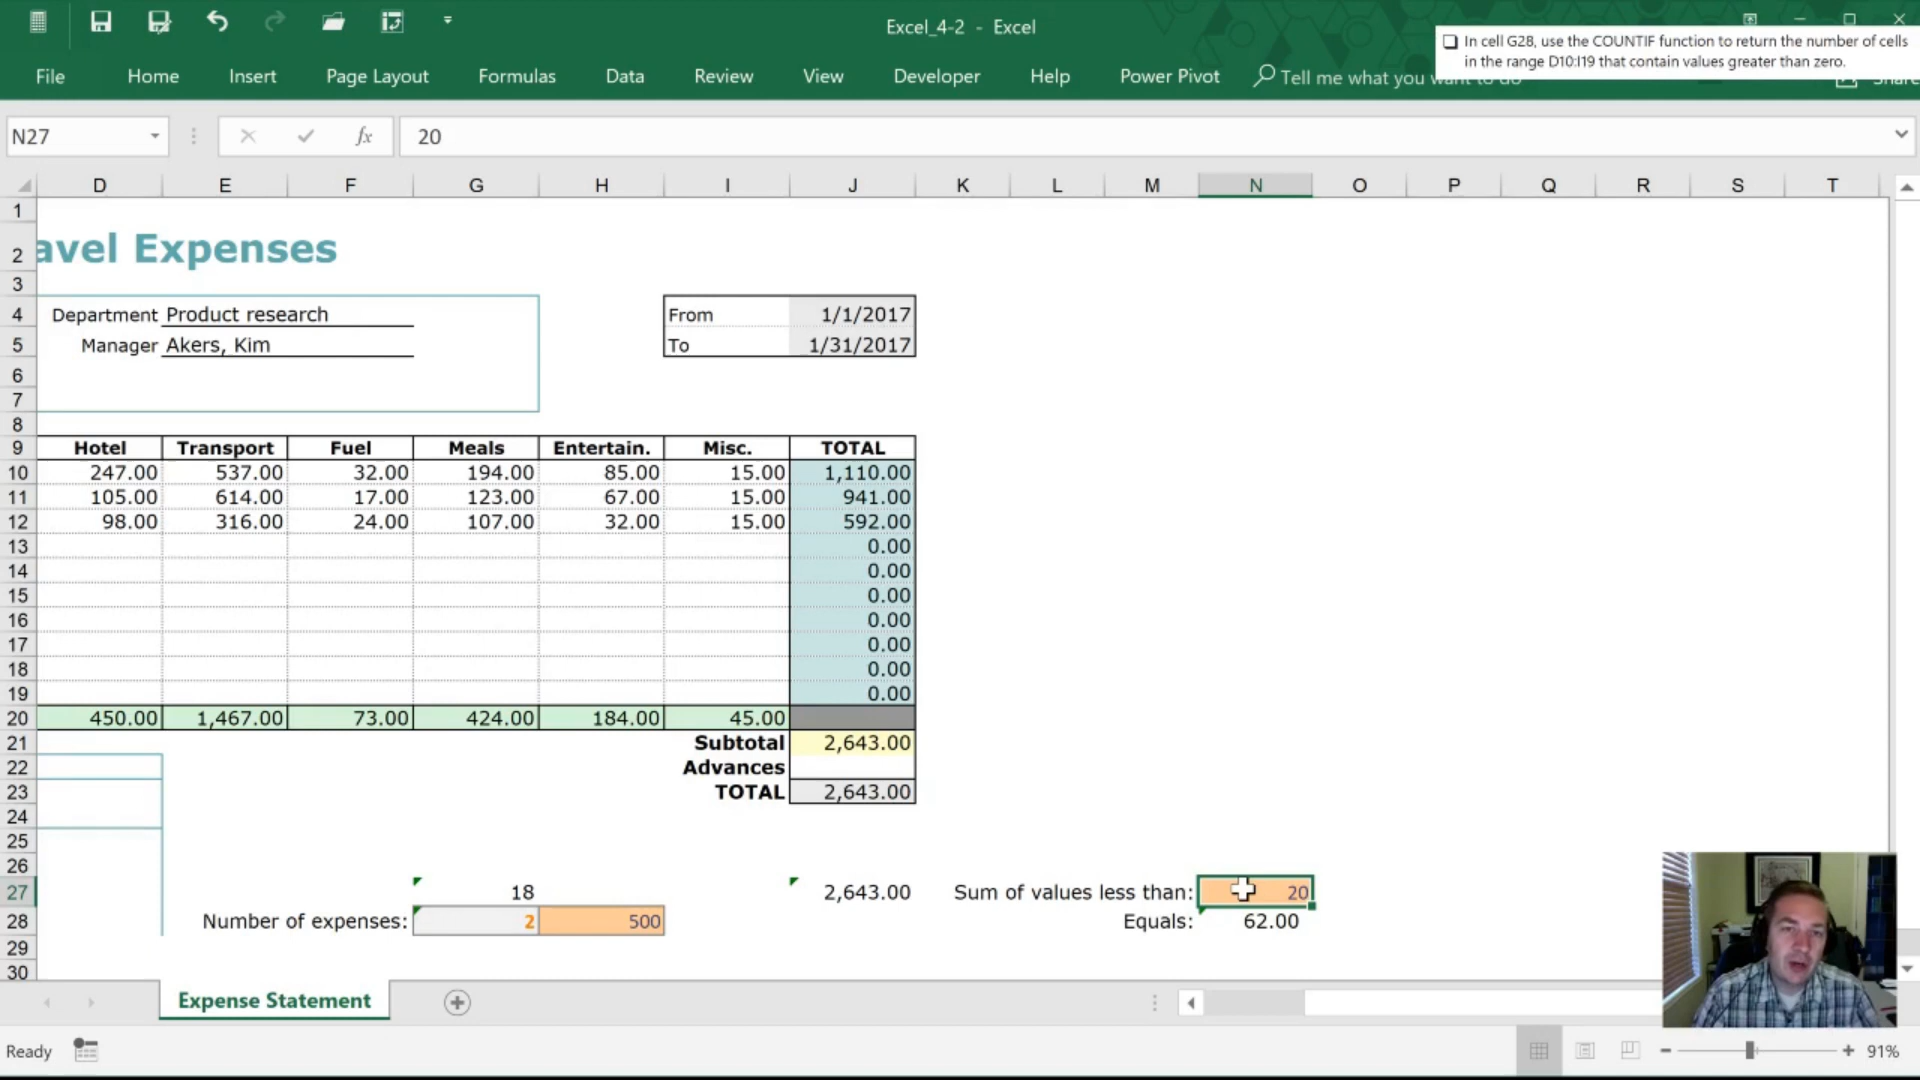 Excel_4-2 - Excel
In cell G28, use the COUNTIF function to return the number of cells
in the range D10:I19 that contain values greater than zero.
File Home Insert Page Layout Formulas Data Review View Developer Help Power Pivot Tell me what you want to do Share
N27 fx 20
D E F G H I J K L M N O P Q R S T
1
2 avel Expenses
3
4 Department Product research From 1/1/2017
5 Manager Akers, Kim To 1/31/2017
6
7
8
9 Hotel Transport Fuel Meals Entertain. Misc. TOTAL
10 247.00 537.00 32.00 194.00 85.00 15.00 1,110.00
11 105.00 614.00 17.00 123.00 67.00 15.00 941.00
12 98.00 316.00 24.00 107.00 32.00 15.00 592.00
13 0.00
14 0.00
15 0.00
16 0.00
17 0.00
18 0.00
19 0.00
20 450.00 1,467.00 73.00 424.00 184.00 45.00
21 Subtotal 2,643.00
22 Advances
23 TOTAL 2,643.00
24
25
26
27 18 2,643.00 Sum of values less than: 20
28 Number of expenses: 2 500 Equals: 62.00
29
30
Expense Statement
Ready 91%